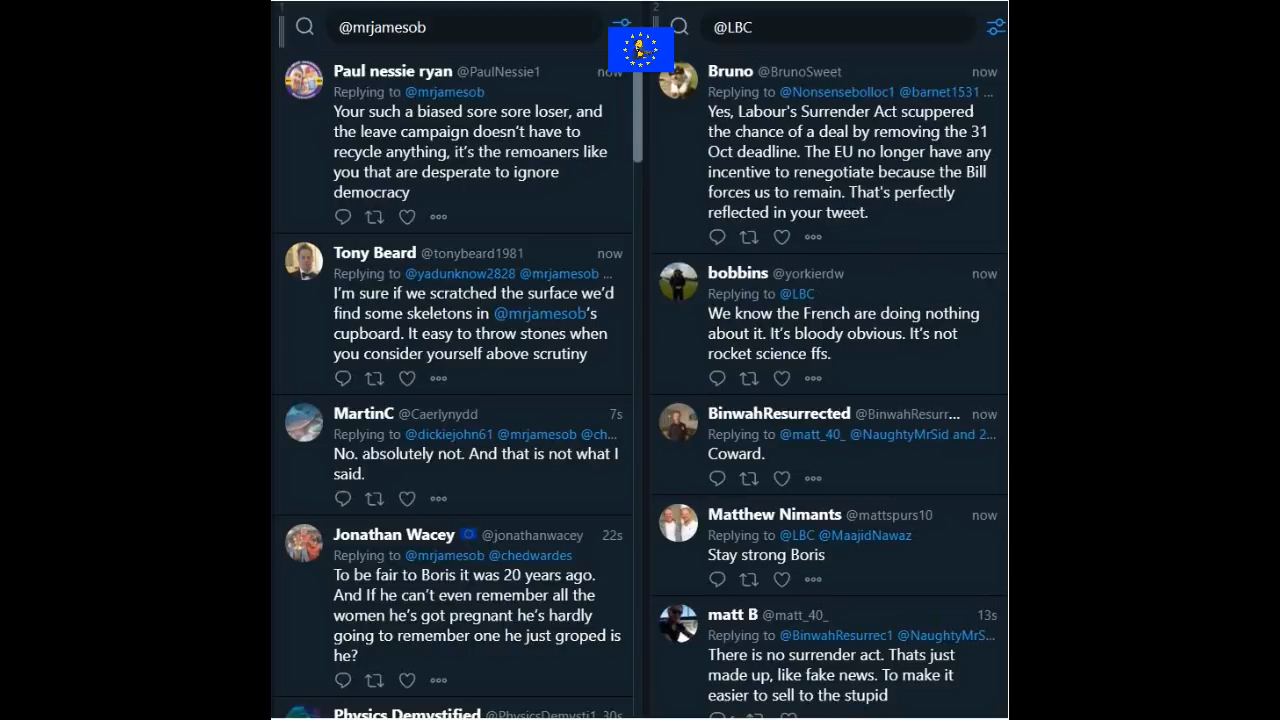 1
@mrjamesob
Paul nessie ryan @PaulNessie1 now
Replying to @mrjamesob
Your such a biased sore sore loser, and
the leave campaign doesn’t have to
recycle anything, it’s the remoaners like
you that are desperate to ignore
democracy
Tony Beard @tonybeard1981 now
Replying to @yadunknow2828 @mrjamesob ...
I’m sure if we scratched the surface we’d
find some skeletons in @mrjamesob’s
cupboard. It easy to throw stones when
you consider yourself above scrutiny
MartinC @Caerlynydd 7s
Replying to @dickiejohn61 @mrjamesob @ch...
No. absolutely not. And that is not what I
said.
Jonathan Wacey @jonathanwacey 22s
Replying to @mrjamesob @chedwardes
To be fair to Boris it was 20 years ago.
And If he can’t even remember all the
women he’s got pregnant he’s hardly
going to remember one he just groped is
he?
Physics Demystified @PhysicsDemysti1 30s
2
@LBC
Bruno @BrunoSweet now
Replying to @Nonsensebolloc1 @barnet1531 ...
Yes, Labour's Surrender Act scuppered
the chance of a deal by removing the 31
Oct deadline. The EU no longer have any
incentive to renegotiate because the Bill
forces us to remain. That's perfectly
reflected in your tweet.
bobbins @yorkierdw now
Replying to @LBC
We know the French are doing nothing
about it. It’s bloody obvious. It’s not
rocket science ffs.
BinwahResurrected @BinwahResurr... now
Replying to @matt_40_ @NaughtyMrSid and 2...
Coward.
Matthew Nimants @mattspurs10 now
Replying to @LBC @MaajidNawaz
Stay strong Boris
matt B @matt_40_ 13s
Replying to @BinwahResurrec1 @NaughtyMrS...
There is no surrender act. Thats just
made up, like fake news. To make it
easier to sell to the stupid